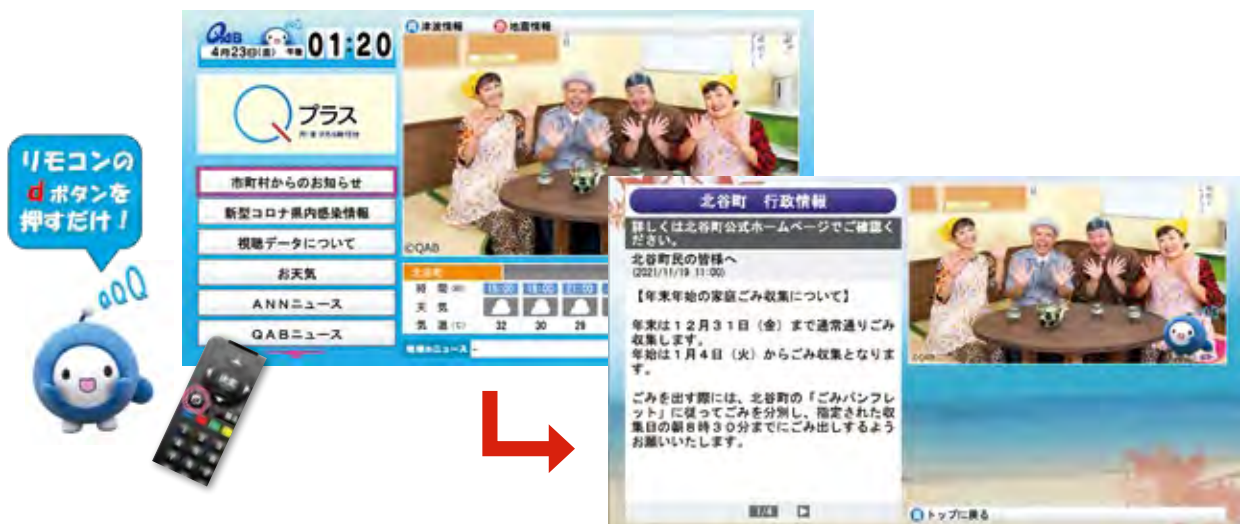 リモコンの
dボタンを
押すだけ！
QAB
4月23日(金) 午後 01:20
Qプラス
市町村からのお知らせ
新型コロナ県内感染情報
視聴データについて
お天気
ANNニュース
QABニュース
津波情報
地震情報
©QAB
北谷町
時 間
15:00 18:00 21:00
天 気
気 温(℃) 32 30 29
北谷町 行政情報
詳しくは北谷町公式ホームページでご確認く
ださい。
北谷町民の皆様へ
(2021/11/19 11:00)
【年末年始の家庭ごみ収集について】
年末は１２月３１日（金）まで通常通りごみ
収集します。
年始は１月４日（火）からごみ収集となりま
す。
ごみを出す際には、北谷町の「ごみパンフレ
ット」に従ってごみを分別し、指定された収
集日の朝８時３０分までにごみ出しするよう
お願いいたします。
©QAB
トップに戻る